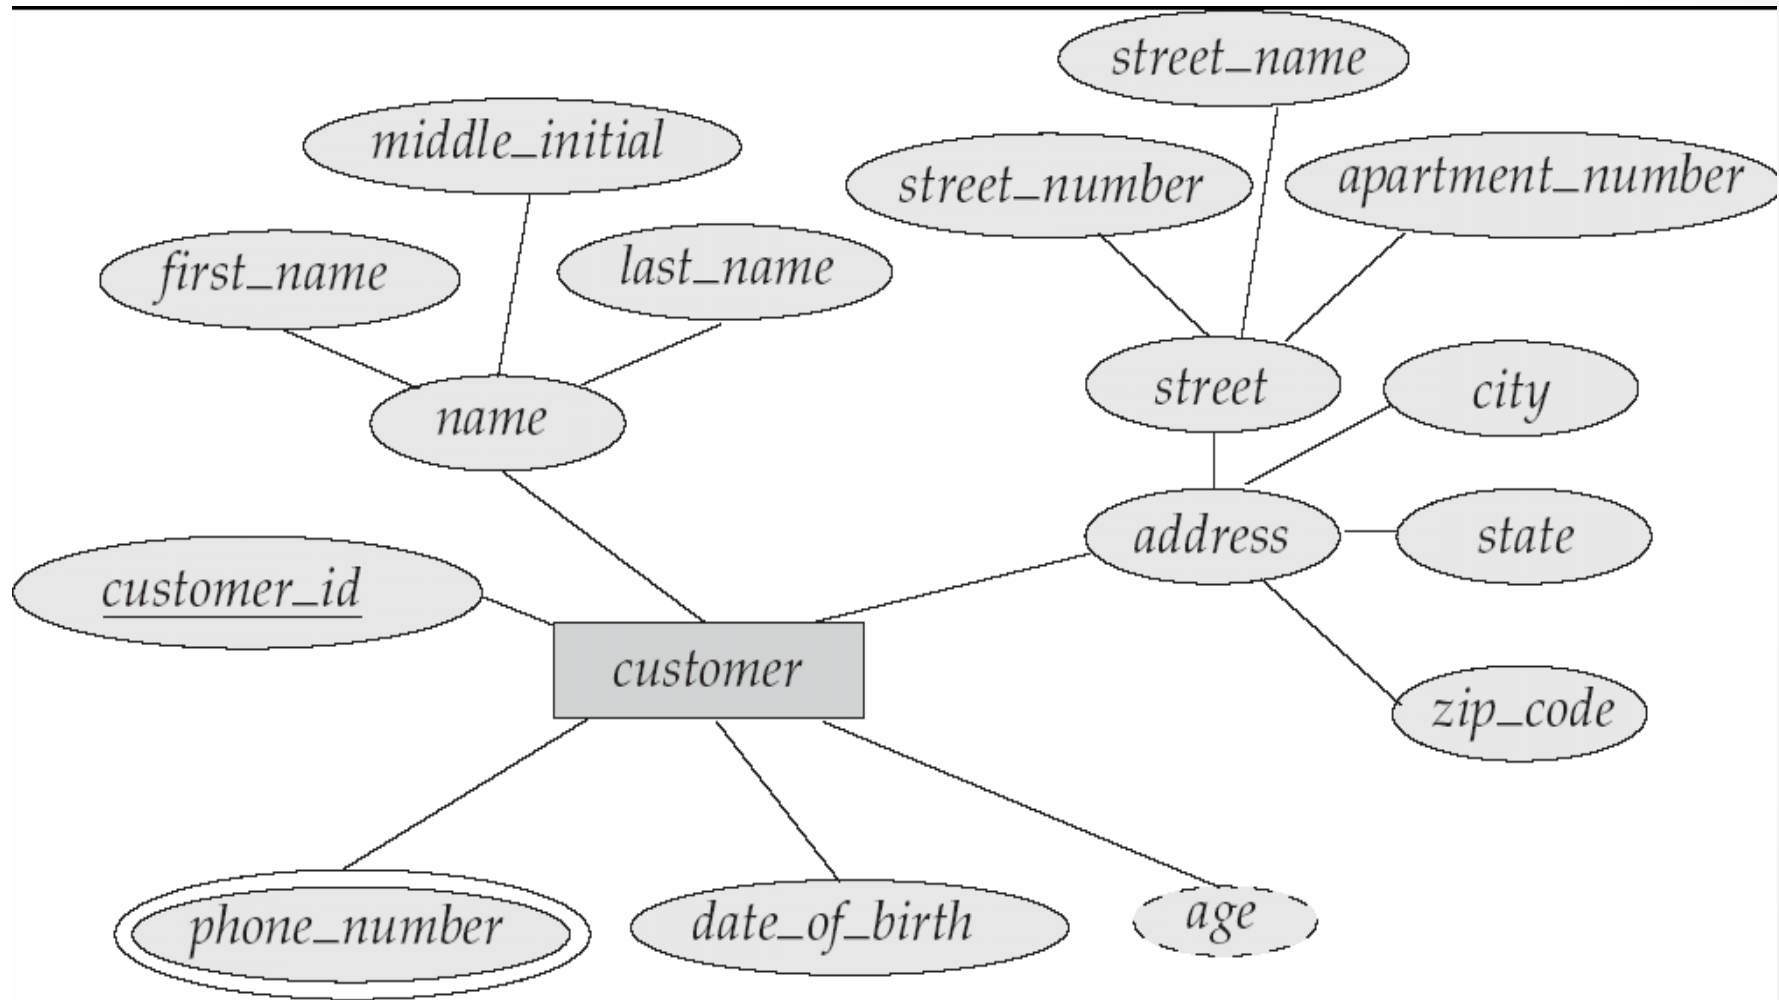 street_name
middle_initial
street_number
apartment_number
first_name
last_name
street
city
name
address
state
customer_id
customer
zip_code
phone_number
date_of_birth
age